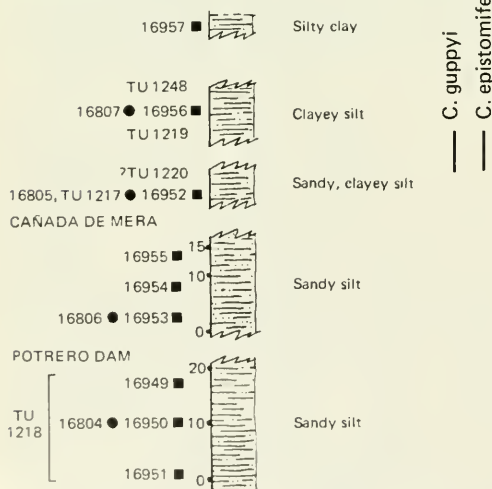 16957 ■ Silty clay
TU 1248
16807 ● 16956 ■ Clayey silt
TU 1219
?TU 1220
16805, TU 1217 ● 16952 ■ Sandy, clayey silt
CAÑADA DE MERA
15
16955 ■
10
16954 ■ Sandy silt
16806 ● 16953 ■
0
POTRERO DAM
20
16949 ■
TU 1218
16804 ● 16950 ■ 10 Sandy silt
16951 ■
0
C. guppyi
C. epistomife